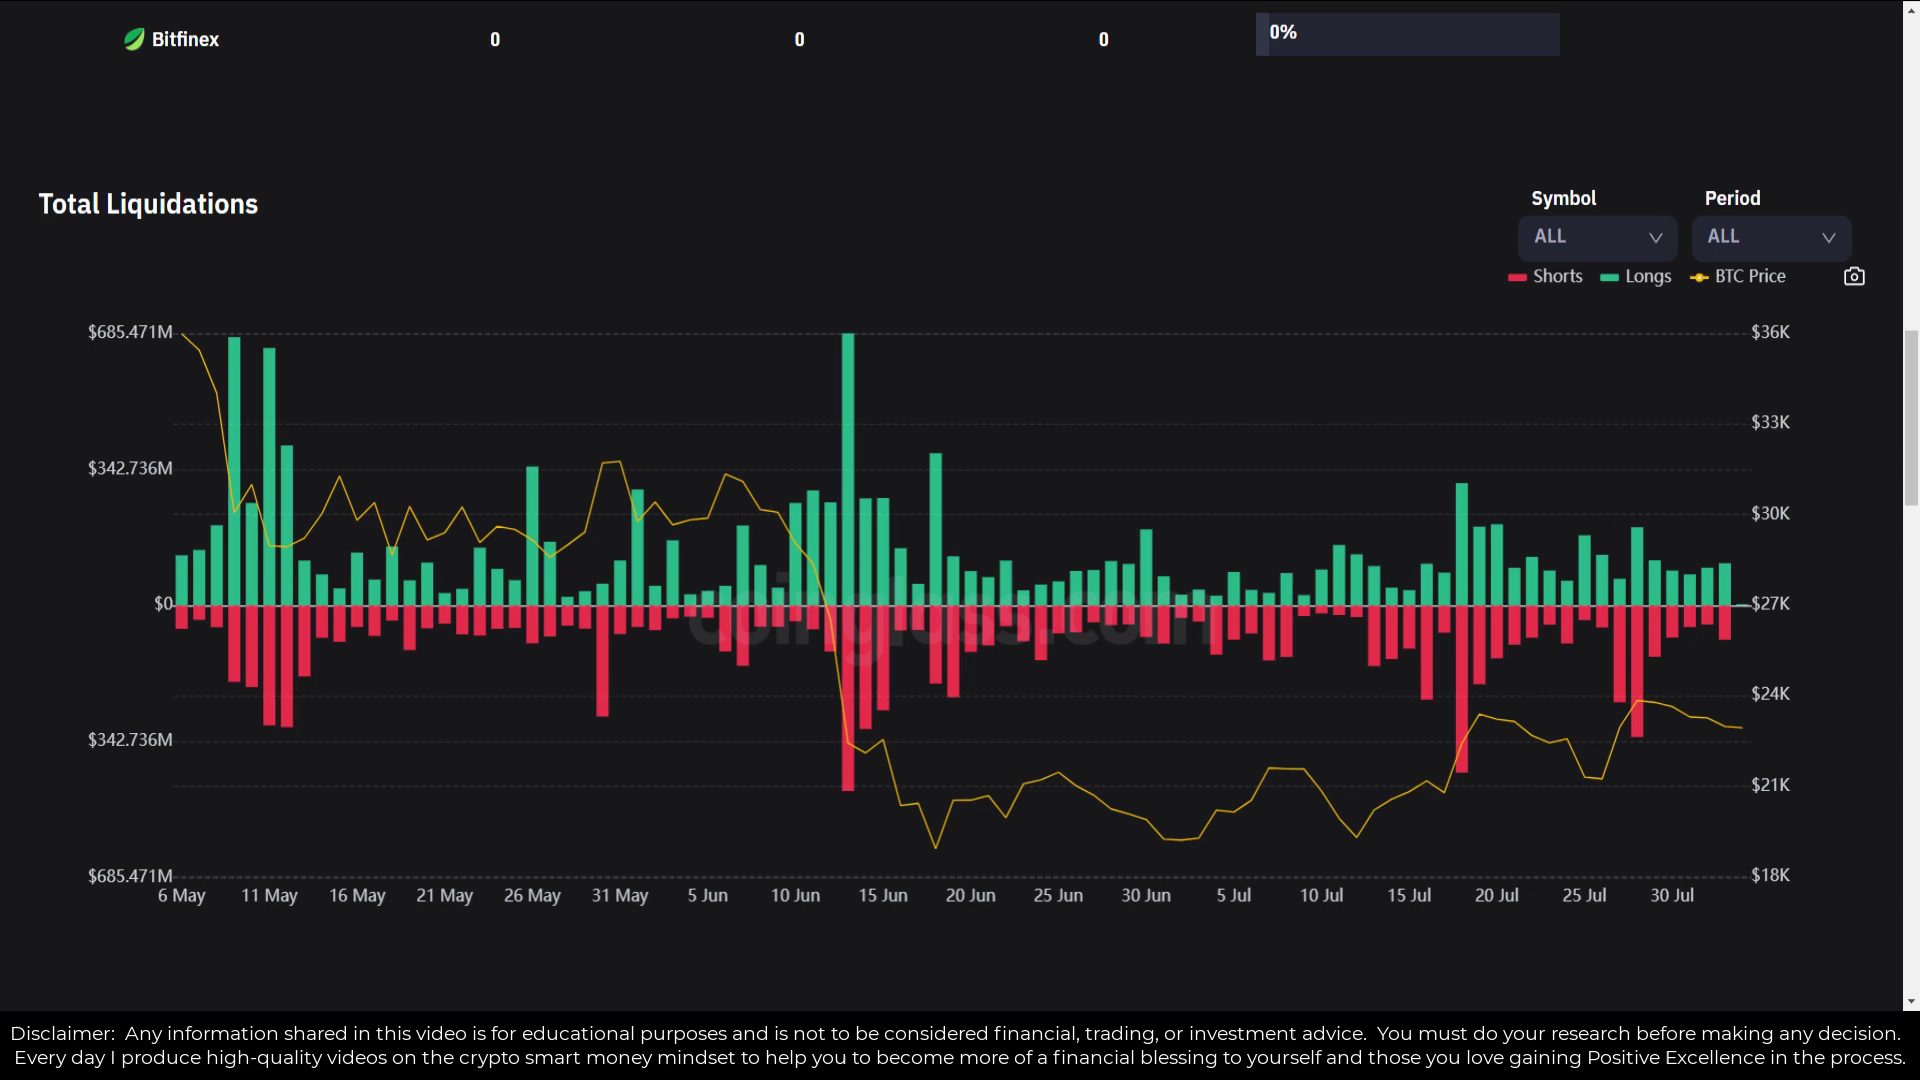 Bitfinex 0 0 0 0%
Total Liquidations
Symbol Period
ALL ALL
Shorts Longs BTC Price
$685.471M $36K
$33K
$342.736M
$30K
$0 $27K
coinglass.com
$24K
$342.736M
$21K
$685.471M $18K
6 May 11 May 16 May 21 May 26 May 31 May 5 Jun 10 Jun 15 Jun 20 Jun 25 Jun 30 Jun 5 Jul 10 Jul 15 Jul 20 Jul 25 Jul 30 Jul
Disclaimer: Any information shared in this video is for educational purposes and is not to be considered financial, trading, or investment advice. You must do your research before making any decision.
Every day I produce high-quality videos on the crypto smart money mindset to help you to become more of a financial blessing to yourself and those you love gaining Positive Excellence in the process.